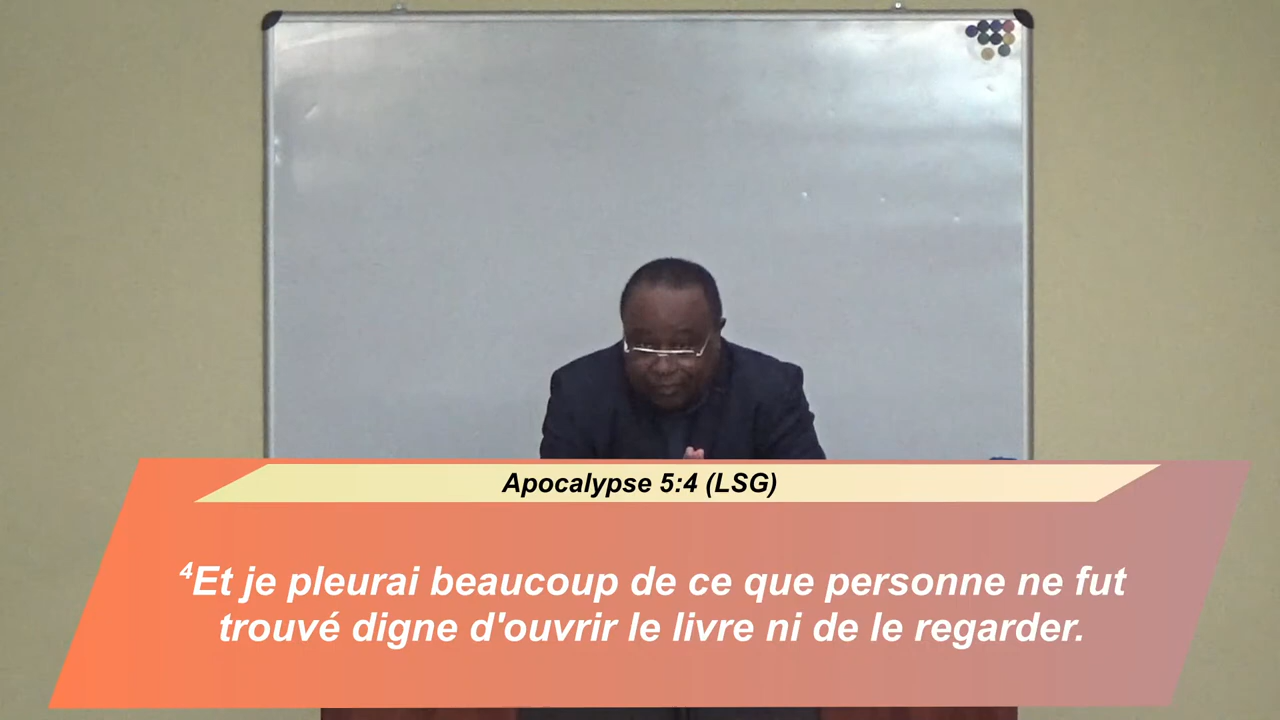 Apocalypse 5:4 (LSG)
⁴Et je pleurai beaucoup de ce que personne ne fut
trouvé digne d'ouvrir le livre ni de le regarder.